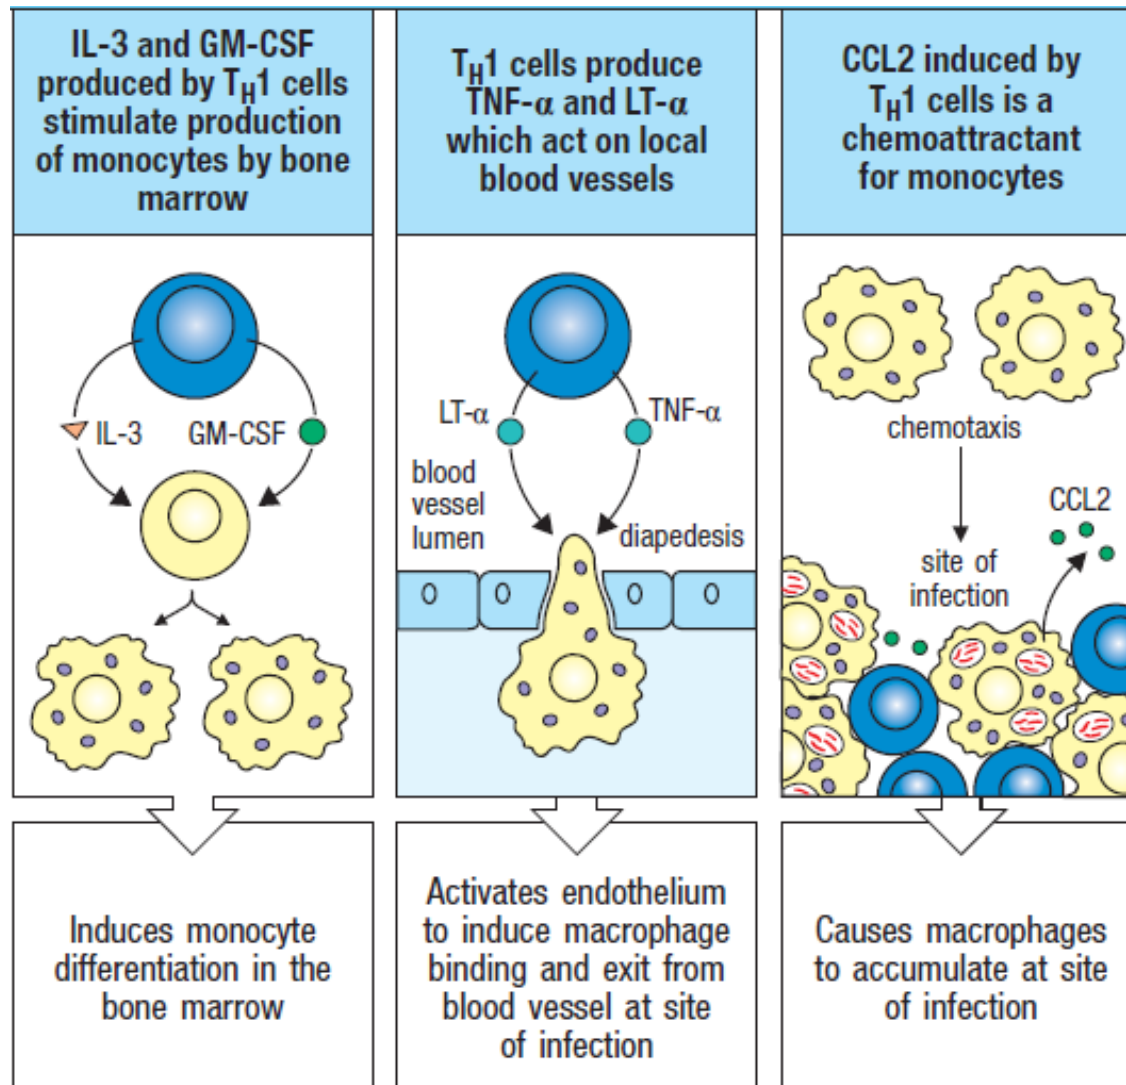 IL-3 and GM-CSF
produced by TH1 cells
stimulate production
of monocytes by bone
marrow
IL-3
GM-CSF
Induces monocyte
differentiation in the
bone marrow
TH1 cells produce
TNF-α and LT-α
which act on local
blood vessels
LT-α
TNF-α
blood
vessel
lumen
diapedesis
Activates endothelium
to induce macrophage
binding and exit from
blood vessel at site
of infection
CCL2 induced by
TH1 cells is a
chemoattractant
for monocytes
chemotaxis
CCL2
site of
infection
Causes macrophages
to accumulate at site
of infection